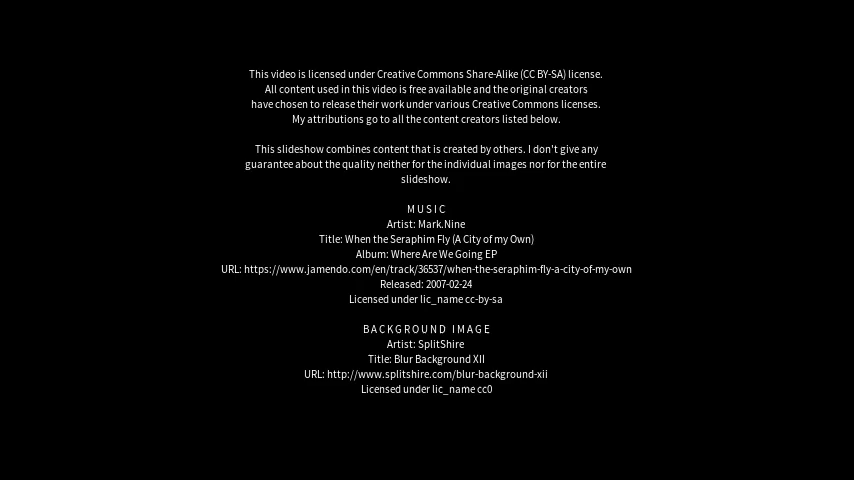 This video is licensed under Creative Commons Share-Alike (CC BY-SA) license.
All content used in this video is free available and the original creators
have chosen to release their work under various Creative Commons licenses.
My attributions go to all the content creators listed below.
This slideshow combines content that is created by others. I don't give any
guarantee about the quality neither for the individual images nor for the entire
slideshow.
MUSIC
Artist: Mark.Nine
Title: When the Seraphim Fly (A City of my Own)
Album: Where Are We Going EP
URL: https://www.jamendo.com/en/track/36537/when-the-seraphim-fly-a-city-of-my-own
Released: 2007-02-24
Licensed under lic_name cc-by-sa
BACKGROUND IMAGE
Artist: SplitShire
Title: Blur Background XII
URL: http://www.splitshire.com/blur-background-xii
Licensed under lic_name cc0